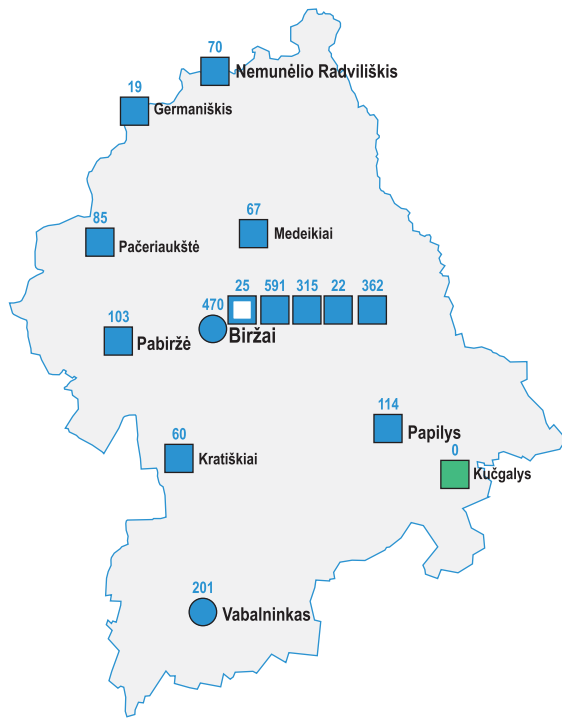 70
Nemunėlio Radviliškis
19
Germaniškis
85
Pačeriaukštė
67
Medeikiai
25 591 315 22 362
470
Biržai
103
Pabiržė
114
Papilys
60
Kratiškiai
0
Kučgalys
201
Vabalninkas